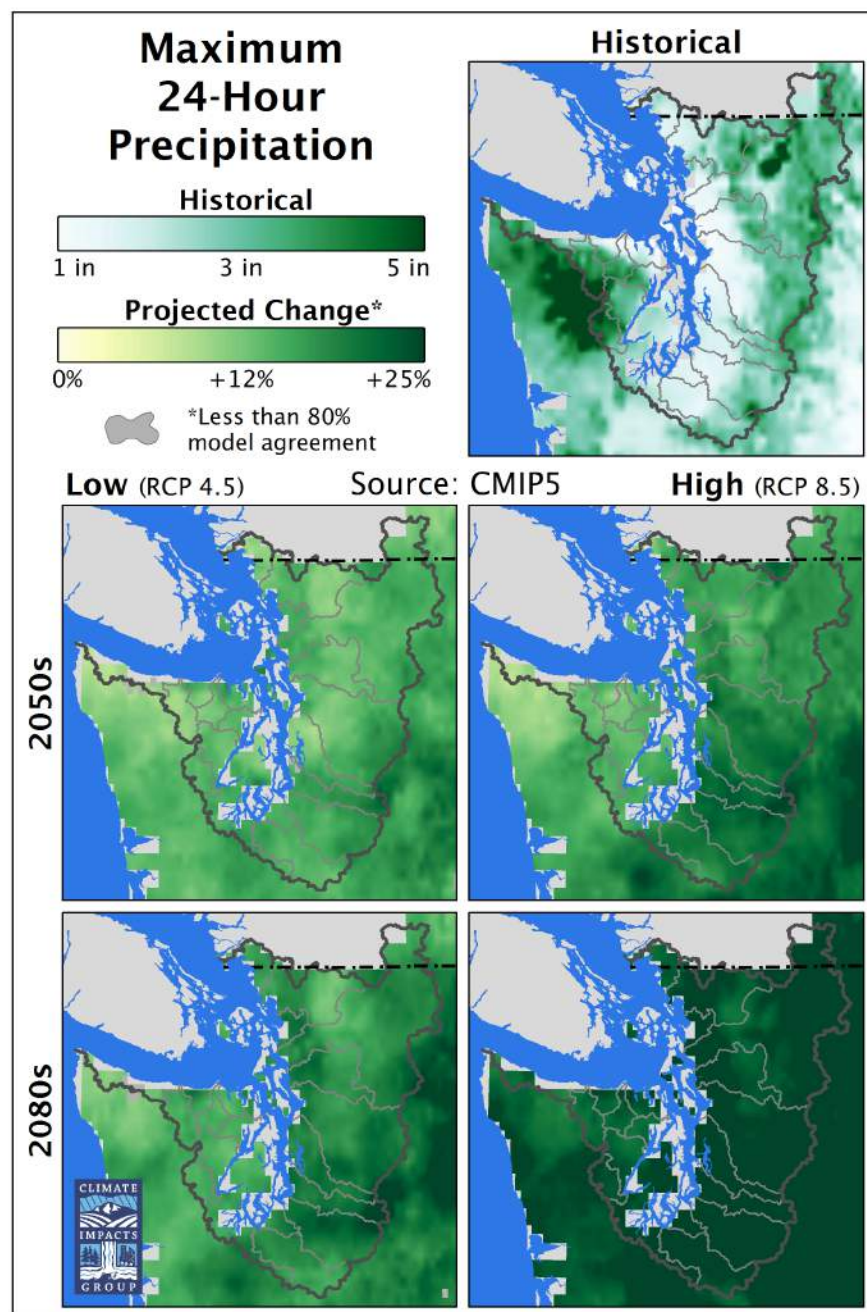 Maximum
24-Hour
Precipitation
Historical
1 in 3 in 5 in
Projected Change*
0% +12% +25%
*Less than 80%
model agreement
Historical
Low (RCP 4.5) Source: CMIP5 High (RCP 8.5)
2050s
2080s
CLIMATE
IMPACTS
GROUP